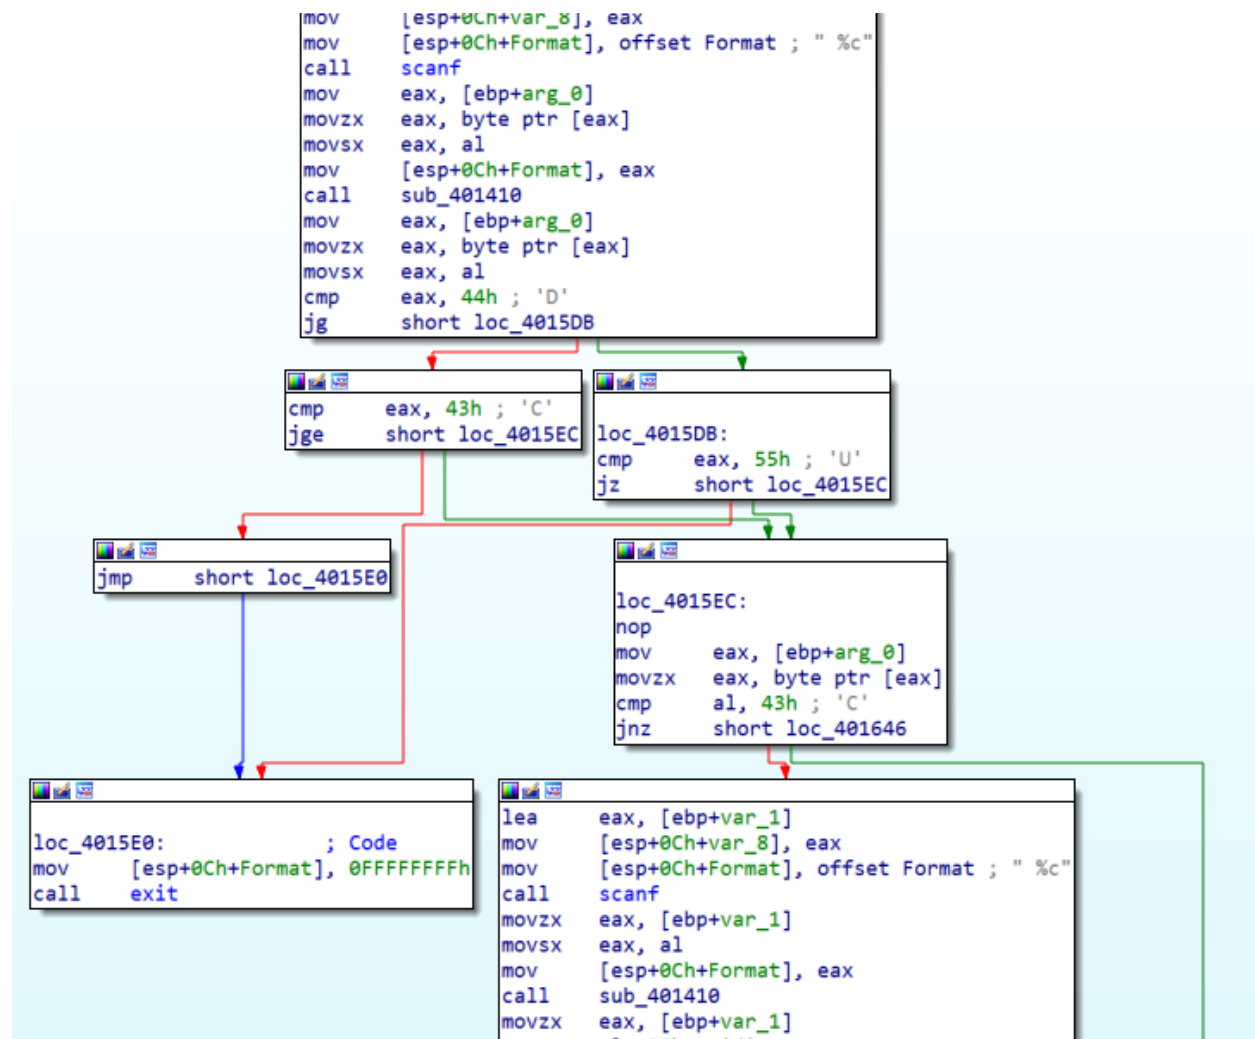 mov [esp+0Ch+var_8], eax
mov [esp+0Ch+Format], offset Format ; " %c"
call scanf
mov eax, [ebp+arg_0]
movzx eax, byte ptr [eax]
movsx eax, al
mov [esp+0Ch+Format], eax
call sub_401410
mov eax, [ebp+arg_0]
movzx eax, byte ptr [eax]
movsx eax, al
cmp eax, 44h ; 'D'
jg short loc_4015DB
cmp eax, 43h ; 'C'
jge short loc_4015EC
loc_4015DB:
cmp eax, 55h ; 'U'
jz short loc_4015EC
jmp short loc_4015E0
loc_4015EC:
nop
mov eax, [ebp+arg_0]
movzx eax, byte ptr [eax]
cmp al, 43h ; 'C'
jnz short loc_401646
loc_4015E0: ; Code
mov [esp+0Ch+Format], 0FFFFFFFFh
call exit
lea eax, [ebp+var_1]
mov [esp+0Ch+var_8], eax
mov [esp+0Ch+Format], offset Format ; " %c"
call scanf
movzx eax, [ebp+var_1]
movsx eax, al
mov [esp+0Ch+Format], eax
call sub_401410
movzx eax, [ebp+var_1]